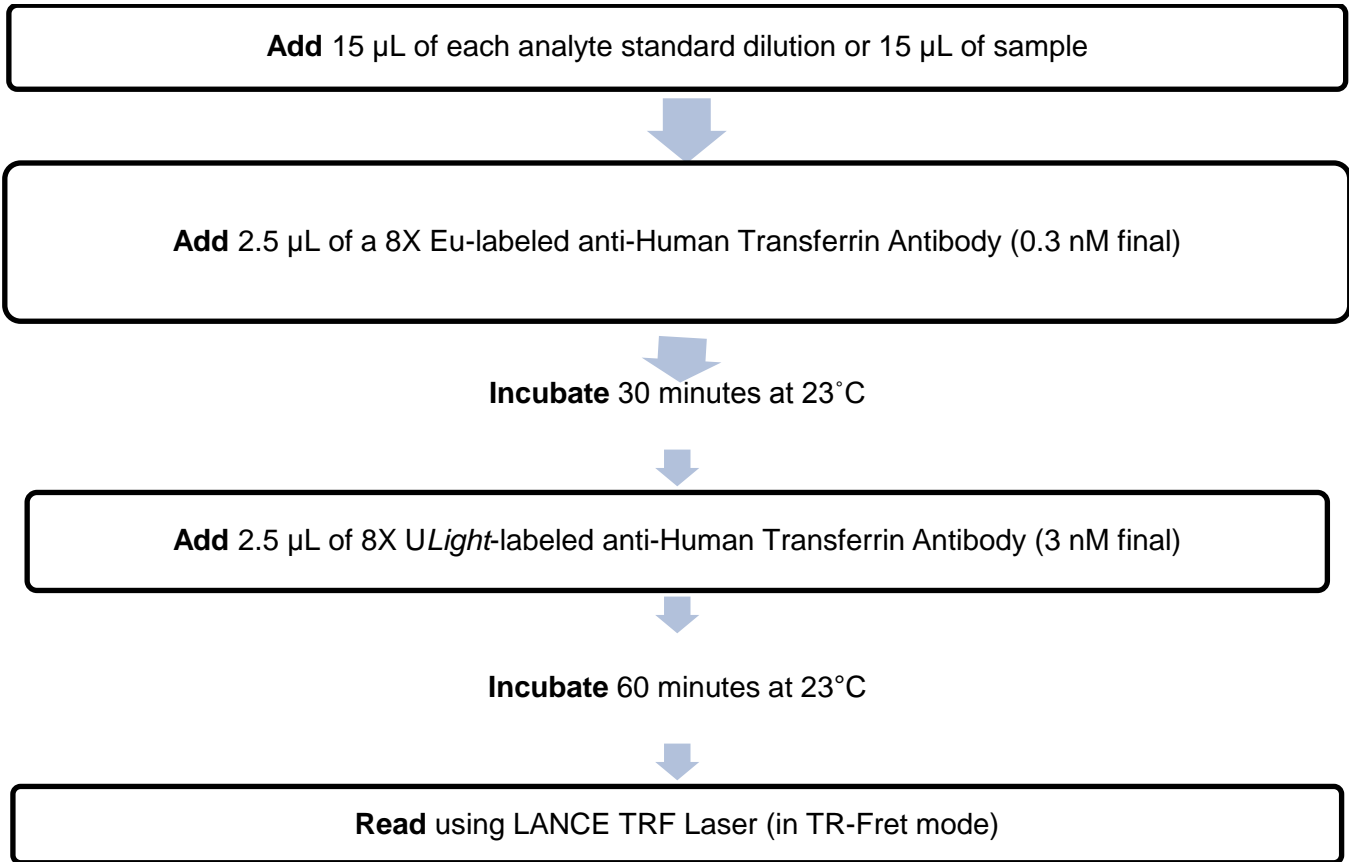 Add 15 µL of each analyte standard dilution or 15 µL of sample
Add 2.5 µL of a 8X Eu-labeled anti-Human Transferrin Antibody (0.3 nM final)
Incubate 30 minutes at 23˚C
Add 2.5 µL of 8X ULight-labeled anti-Human Transferrin Antibody (3 nM final)
Incubate 60 minutes at 23°C
Read using LANCE TRF Laser (in TR-Fret mode)